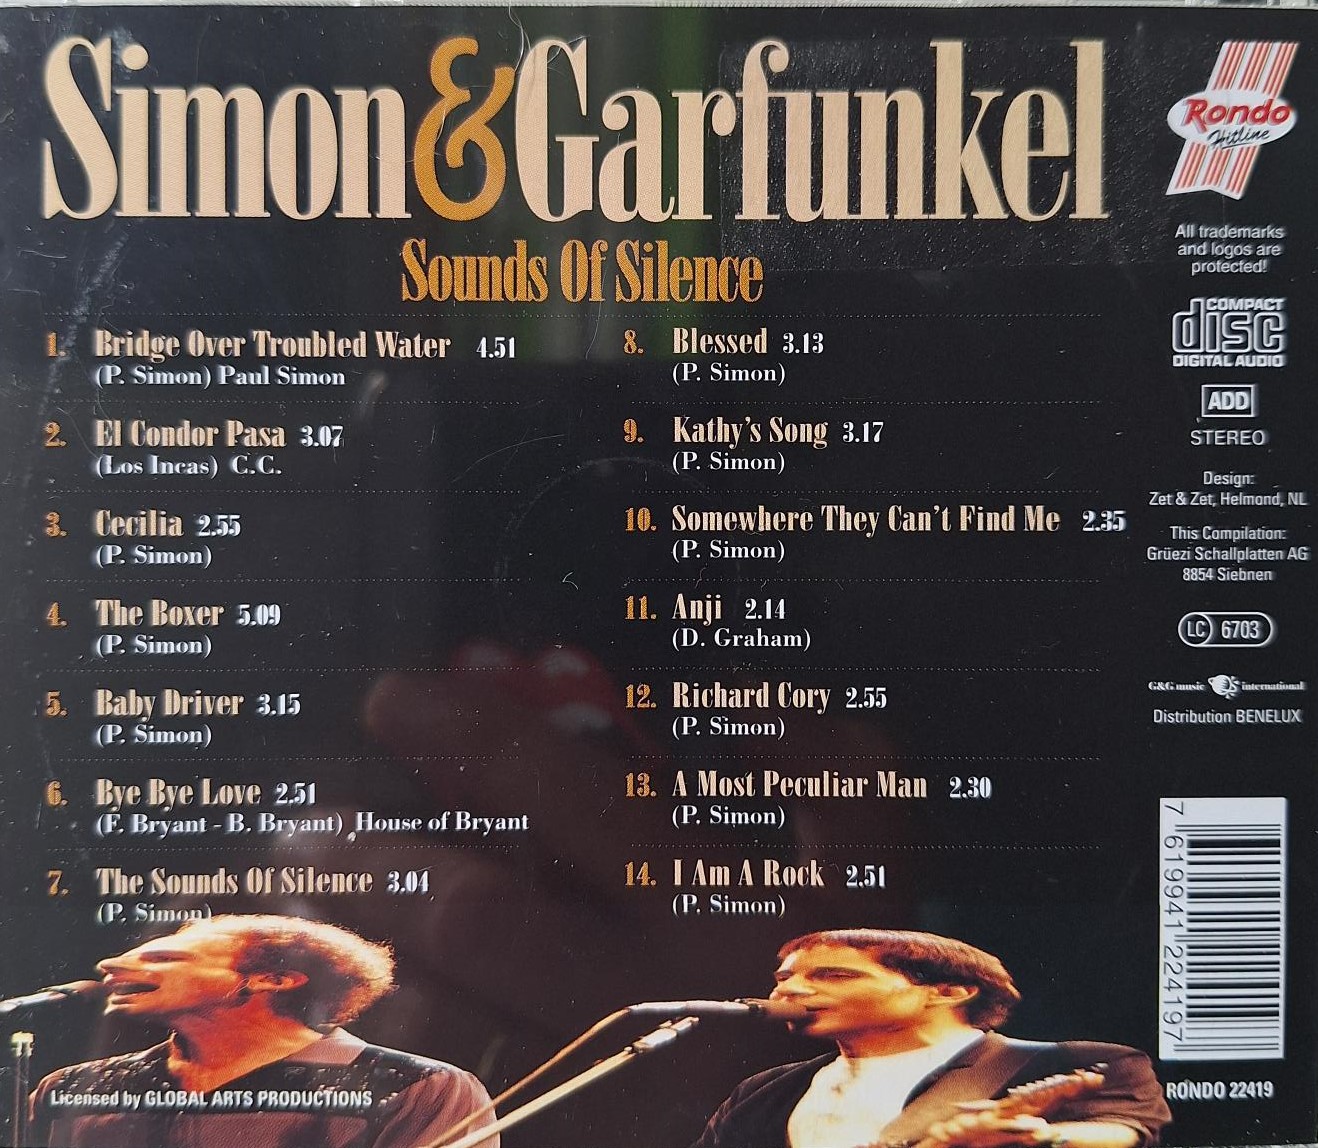 Simon & Garfunkel
Sounds Of Silence
1. Bridge Over Troubled Water 4.51
(P. Simon) Paul Simon
2. El Condor Pasa 3.07
(Los Incas) C.C.
3. Cecilia 2.55
(P. Simon)
4. The Boxer 5.09
(P. Simon)
5. Baby Driver 3.15
(P. Simon)
6. Bye Bye Love 2.51
(F. Bryant - B. Bryant) House of Bryant
7. The Sounds Of Silence 3.04
(P. Simon)
8. Blessed 3.13
(P. Simon)
9. Kathy's Song 3.17
(P. Simon)
10. Somewhere They Can't Find Me 2.35
(P. Simon)
11. Anji 2.14
(D. Graham)
12. Richard Cory 2.55
(P. Simon)
13. A Most Peculiar Man 2.30
(P. Simon)
14. I Am A Rock 2.51
(P. Simon)
Licensed by GLOBAL ARTS PRODUCTIONS
Rondo
Hitline
All trademarks
and logos are
protected!
COMPACT
disc
DIGITAL AUDIO
ADD
STEREO
Design:
Zet & Zet, Helmond, NL
This Compilation:
Grüezi Schallplatten AG
8854 Siebnen
LC 6703
G&G music international
Distribution BENELUX
7 619941 224197
RONDO 22419